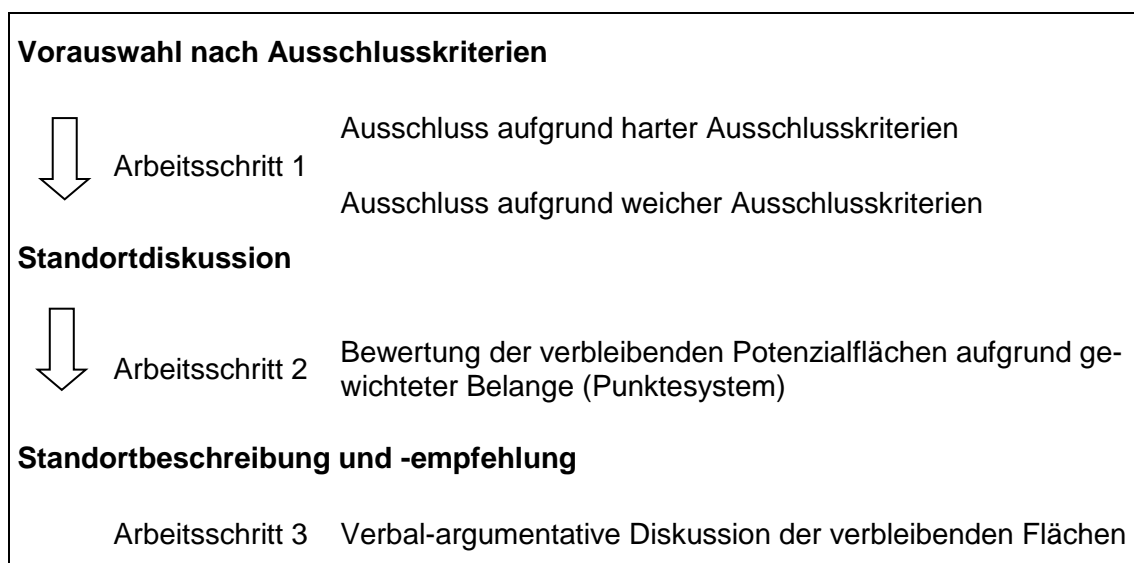 Vorauswahl nach Ausschlusskriterien
Ausschluss aufgrund harter Ausschlusskriterien
Arbeitsschritt 1
Ausschluss aufgrund weicher Ausschlusskriterien
Standortdiskussion
Arbeitsschritt 2 Bewertung der verbleibenden Potenzialflächen aufgrund ge-
wichteter Belange (Punktesystem)
Standortbeschreibung und -empfehlung
Arbeitsschritt 3 Verbal-argumentative Diskussion der verbleibenden Flächen